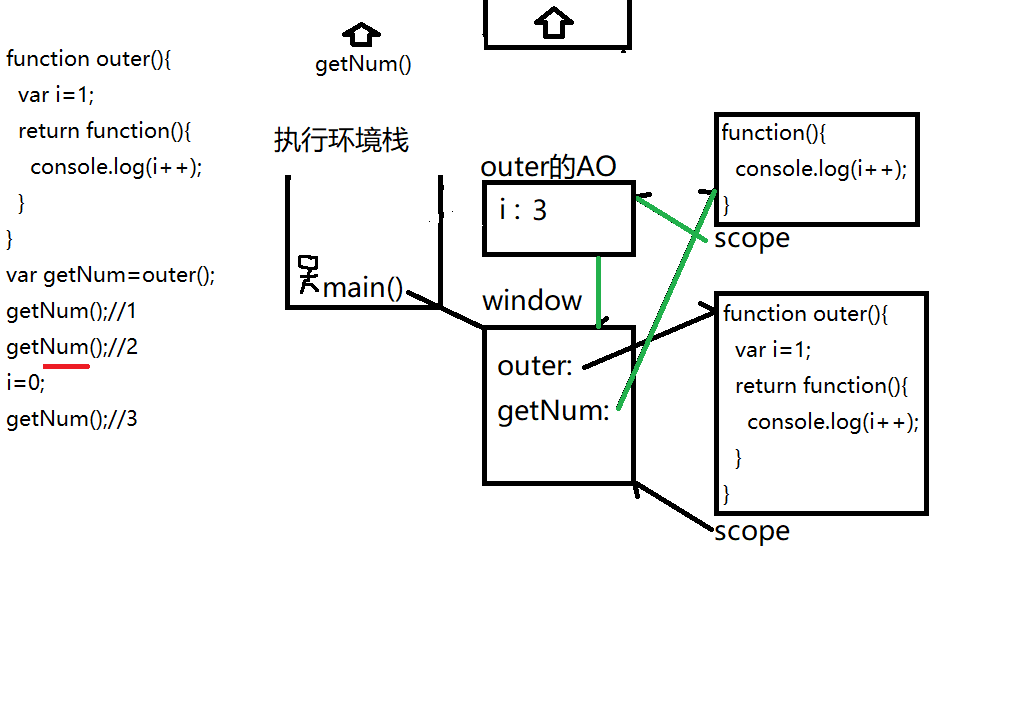 function outer(){
var i=1;
return function(){
console.log(i++);
}
}
var getNum=outer();
getNum();//1
getNum();//2
i=0;
getNum();//3
getNum()
执行环境栈
main()
outer的AO
i : 3
window
outer:
getNum:
function(){
console.log(i++);
}
scope
function outer(){
var i=1;
return function(){
console.log(i++);
}
}
scope